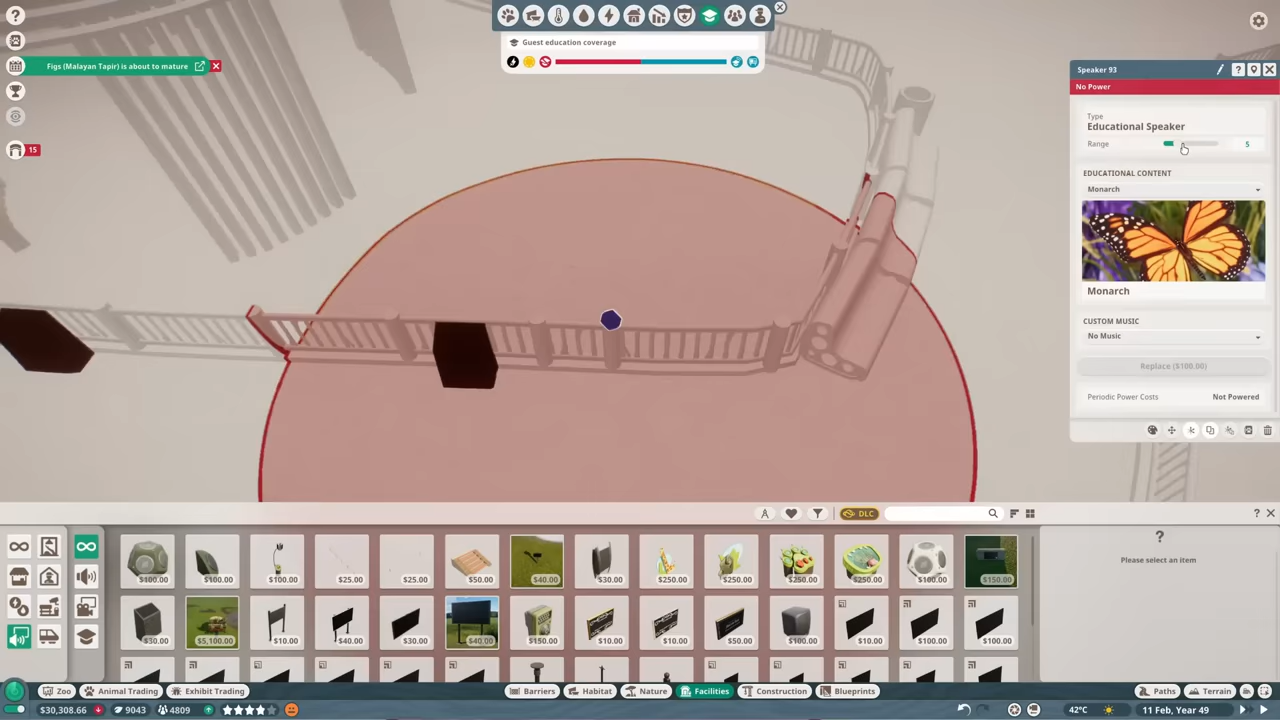 Guest education coverage
Figs (Malayan Tapir) is about to mature
15
Speaker 93
No Power
Type
Educational Speaker
Range 5
EDUCATIONAL CONTENT
Monarch
Monarch
CUSTOM MUSIC
No Music
Replace ($100.00)
Periodic Power Costs Not Powered
DLC
Please select an item
$100.00 $100.00 $100.00 $25.00 $25.00 $50.00 $40.00 $30.00 $250.00 $250.00 $250.00 $250.00 $100.00 $150.00
$30.00 $5,100.00 $10.00 $40.00 $30.00 $40.00 $150.00 $10.00 $10.00 $50.00 $100.00 $10.00 $100.00 $100.00
Zoo Animal Trading Exhibit Trading Barriers Habitat Nature Facilities Construction Blueprints Paths Terrain
$30,308.66 9043 4809 42°C 11 Feb, Year 49